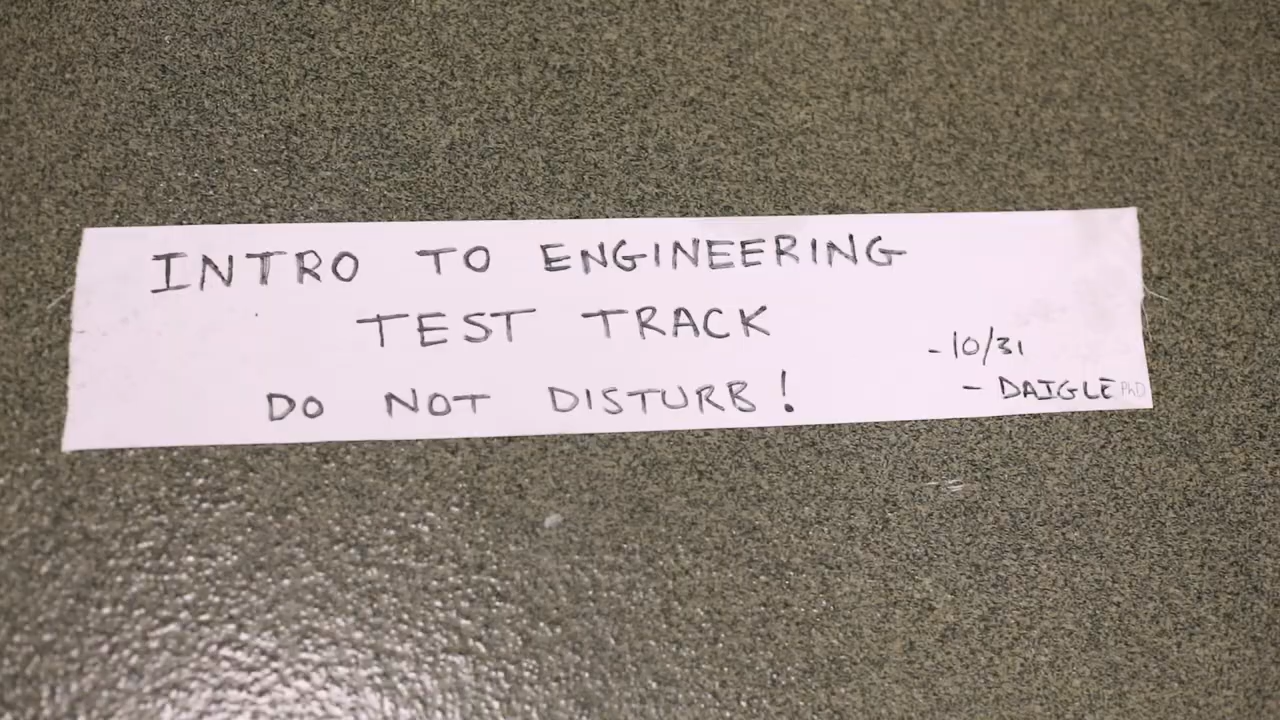 INTRO TO ENGINEERING
TEST TRACK
DO NOT DISTURB!
- 10/31
- DAIGLE PhD